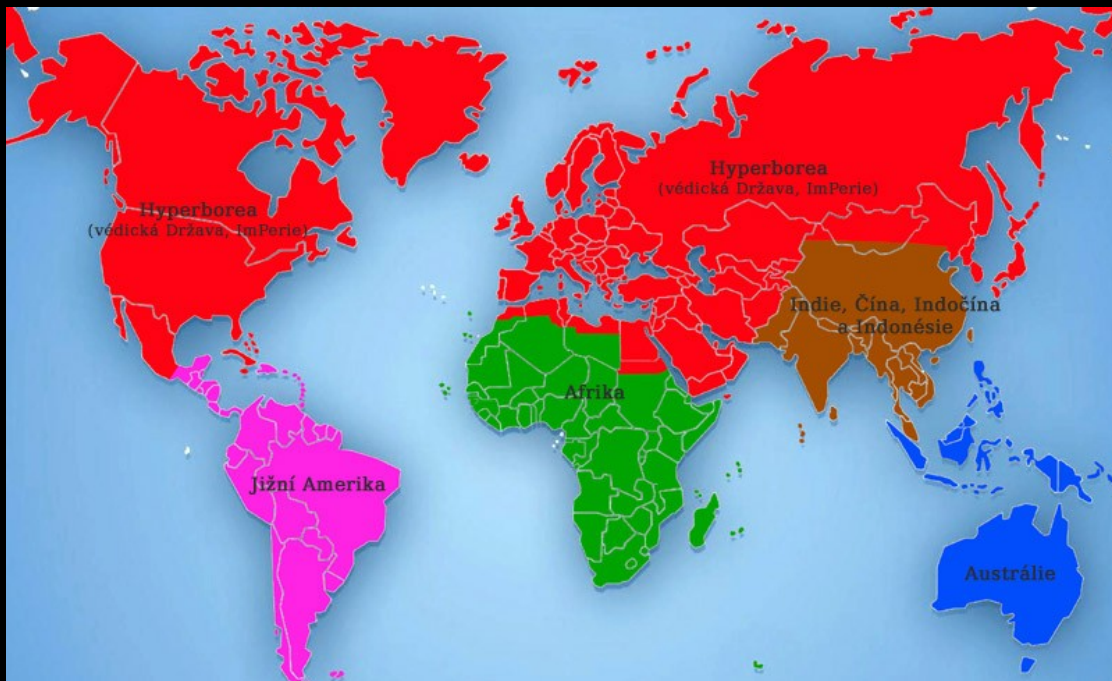 Hyperborea
(védická Država, ImPerie)
Hyperborea
(védická Država, ImPerie)
Indie, Čína, Indočína
a Indonésie
Afrika
Jižní Amerika
Austrálie